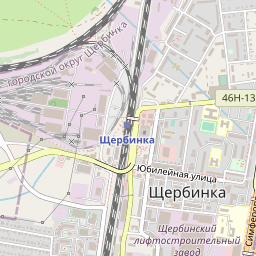 городской округ Щербинка
46Н-13
Щербинка
Юбилейная улица
Щербинка
Щербинский
лифтостроительный
завод
Симферо